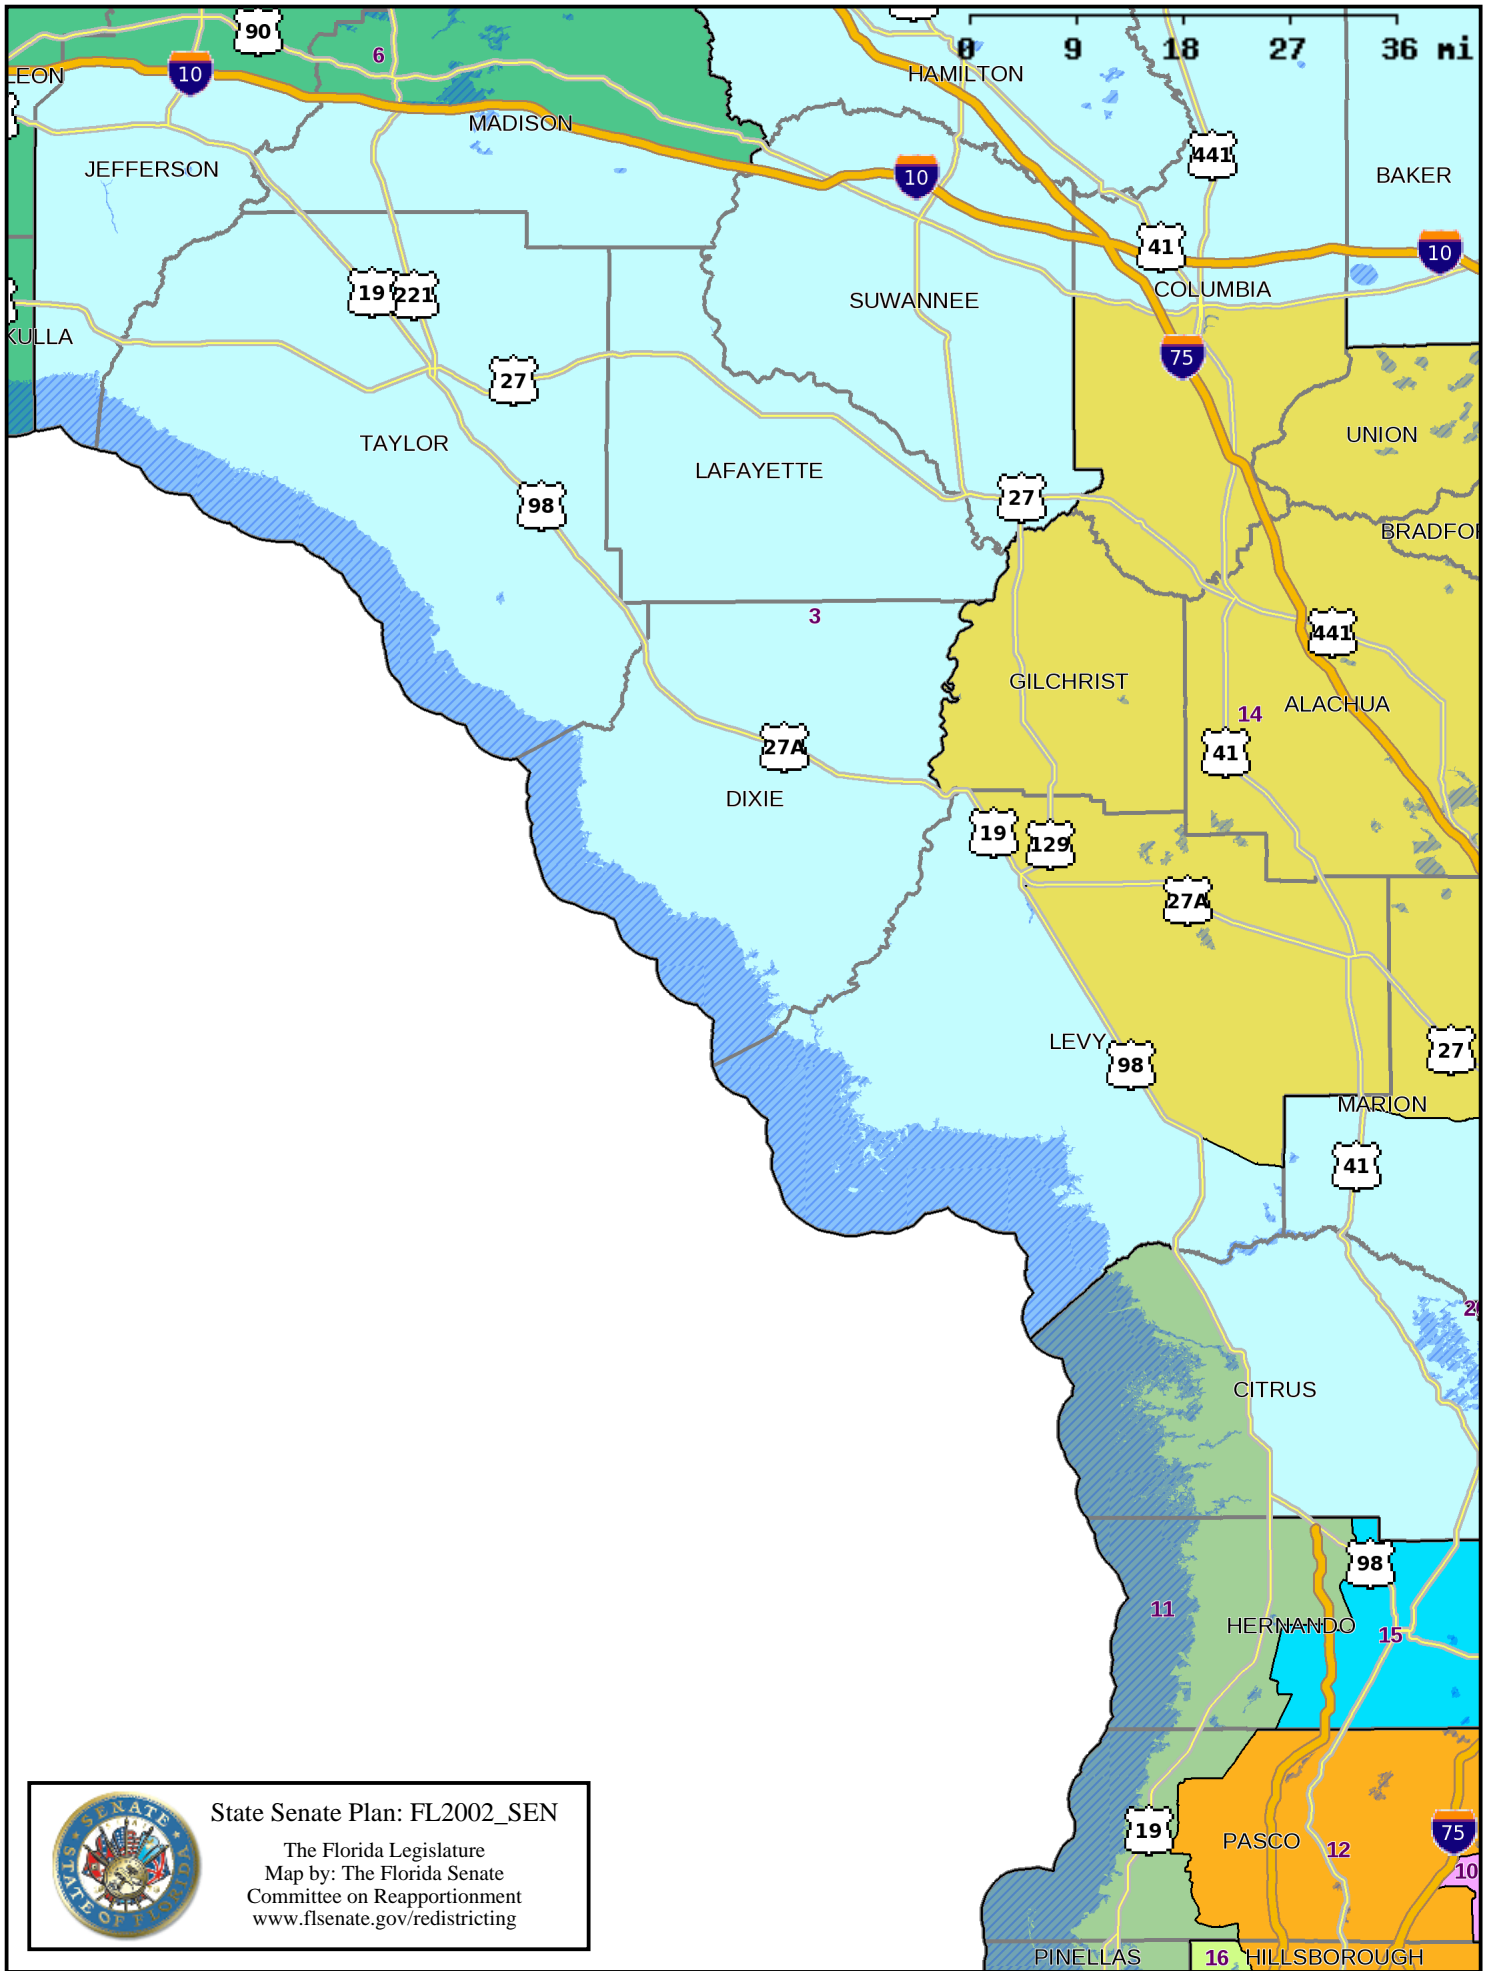 90
6
0 9 18 27 36 mi
10
EON
HAMILTON
MADISON
441
JEFFERSON
10
BAKER
41
10
19
221
SUWANNEE
COLUMBIA
KULLA
75
27
TAYLOR
UNION
LAFAYETTE
98
27
BRADFO
3
441
GILCHRIST
ALACHUA
14
27A
41
DIXIE
19
129
27A
LEVY
98
27
MARION
41
CITRUS
98
11
HERNANDO
15
19
PASCO
12
75
10
PINELLAS
16
HILLSBOROUGH
SENATE
STATE OF FLORIDA
State Senate Plan: FL2002_SEN
The Florida Legislature
Map by: The Florida Senate
Committee on Reapportionment
www.flsenate.gov/redistricting